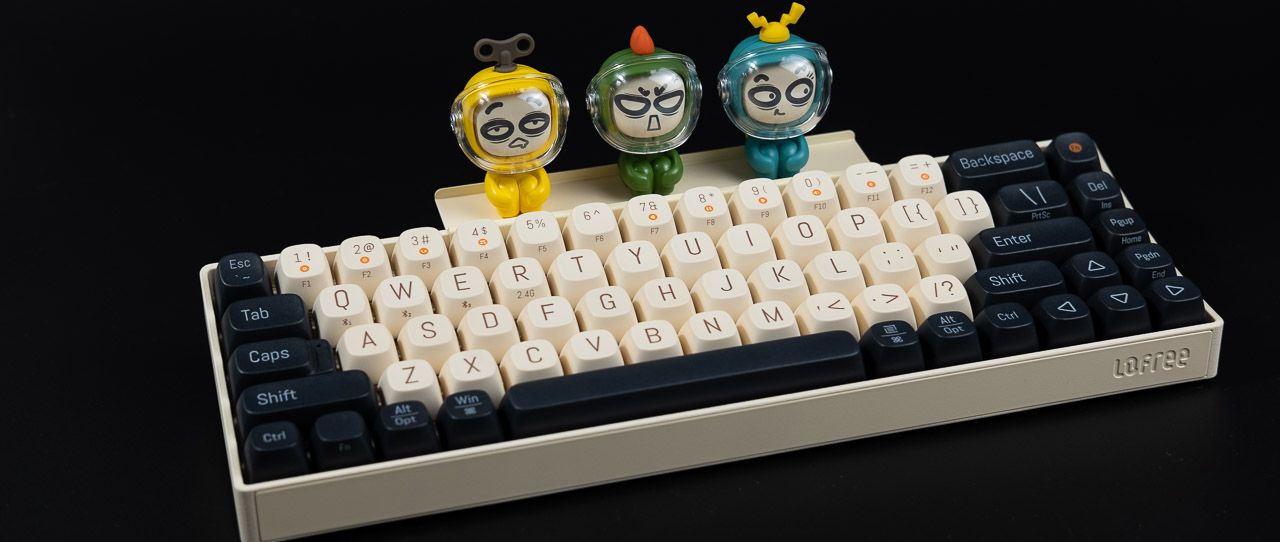 Esc ~ 1! F1 2@ F2 3# F3 4$ F4 5% F5 6^ F6 7& F7 8* F8 9( F9 0) F10 -— F11 =+ F12 Backspace
Tab Q W E R 2.4G T Y U I O P [{ ]} \| PrtSc Del Ins
Caps A S D F G H J K L ;: '" Enter Pgup Home
Shift Z X C V B N M ,< .> /? Shift △ Pgdn End
Ctrl Fn Alt Opt Win ⌘ ⌘ Alt Opt Ctrl ◁ ▽ ▷
LOFREE